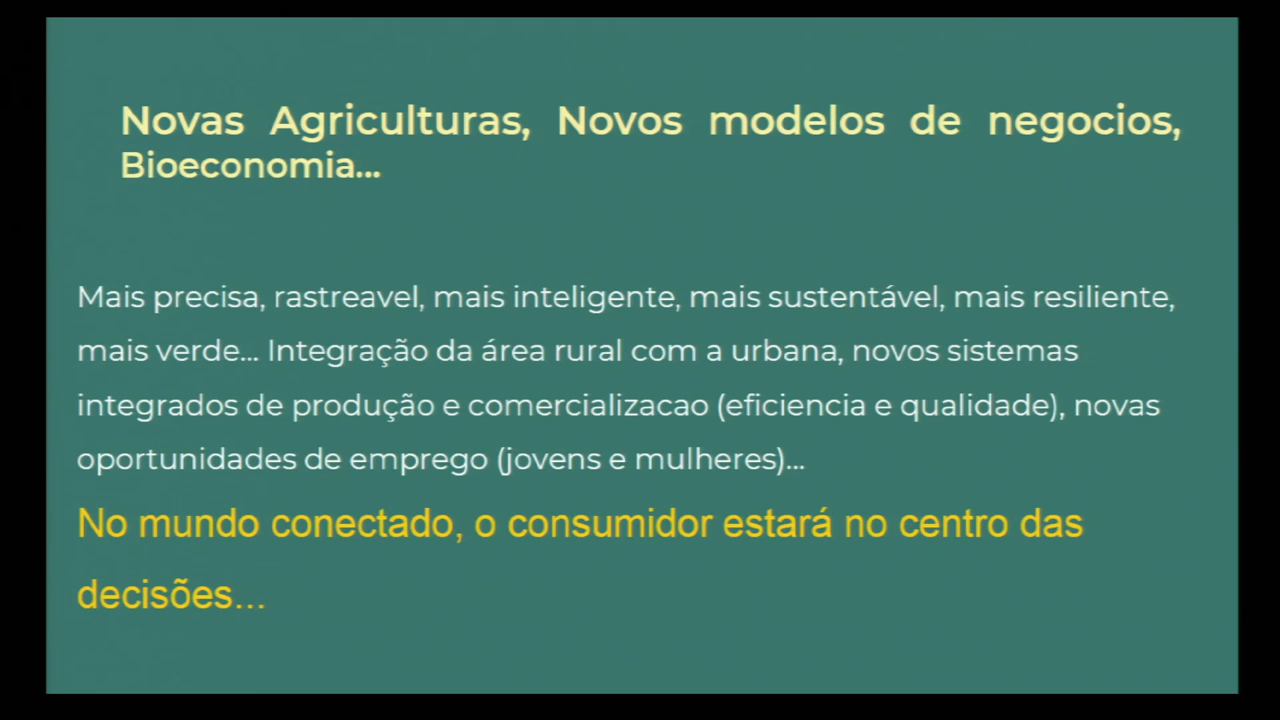 Novas Agriculturas, Novos modelos de negocios,
Bioeconomia...
Mais precisa, rastreavel, mais inteligente, mais sustentável, mais resiliente,
mais verde... Integração da área rural com a urbana, novos sistemas
integrados de produção e comercializacao (eficiencia e qualidade), novas
oportunidades de emprego (jovens e mulheres)...
No mundo conectado, o consumidor estará no centro das
decisões...